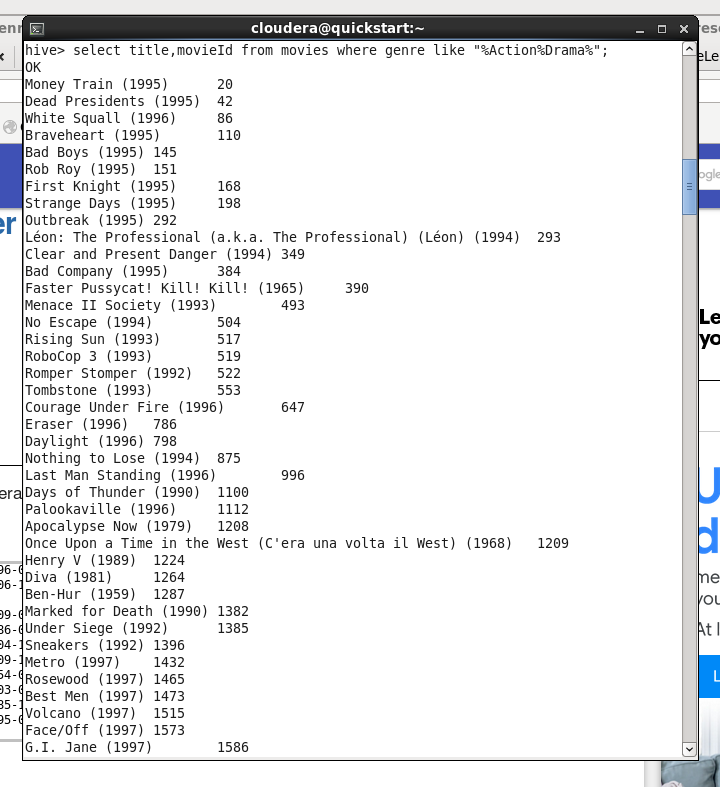 cloudera@quickstart:~
hive> select title,movieId from movies where genre like "%Action%Drama%";
OK
Money Train (1995) 20
Dead Presidents (1995) 42
White Squall (1996) 86
Braveheart (1995) 110
Bad Boys (1995) 145
Rob Roy (1995) 151
First Knight (1995) 168
Strange Days (1995) 198
Outbreak (1995) 292
Léon: The Professional (a.k.a. The Professional) (Léon) (1994) 293
Clear and Present Danger (1994) 349
Bad Company (1995) 384
Faster Pussycat! Kill! Kill! (1965) 390
Menace II Society (1993) 493
No Escape (1994) 504
Rising Sun (1993) 517
RoboCop 3 (1993) 519
Romper Stomper (1992) 522
Tombstone (1993) 553
Courage Under Fire (1996) 647
Eraser (1996) 786
Daylight (1996) 798
Nothing to Lose (1994) 875
Last Man Standing (1996) 996
Days of Thunder (1990) 1100
Palookaville (1996) 1112
Apocalypse Now (1979) 1208
Once Upon a Time in the West (C'era una volta il West) (1968) 1209
Henry V (1989) 1224
Diva (1981) 1264
Ben-Hur (1959) 1287
Marked for Death (1990) 1382
Under Siege (1992) 1385
Sneakers (1992) 1396
Metro (1997) 1432
Rosewood (1997) 1465
Best Men (1997) 1473
Volcano (1997) 1515
Face/Off (1997) 1573
G.I. Jane (1997) 1586